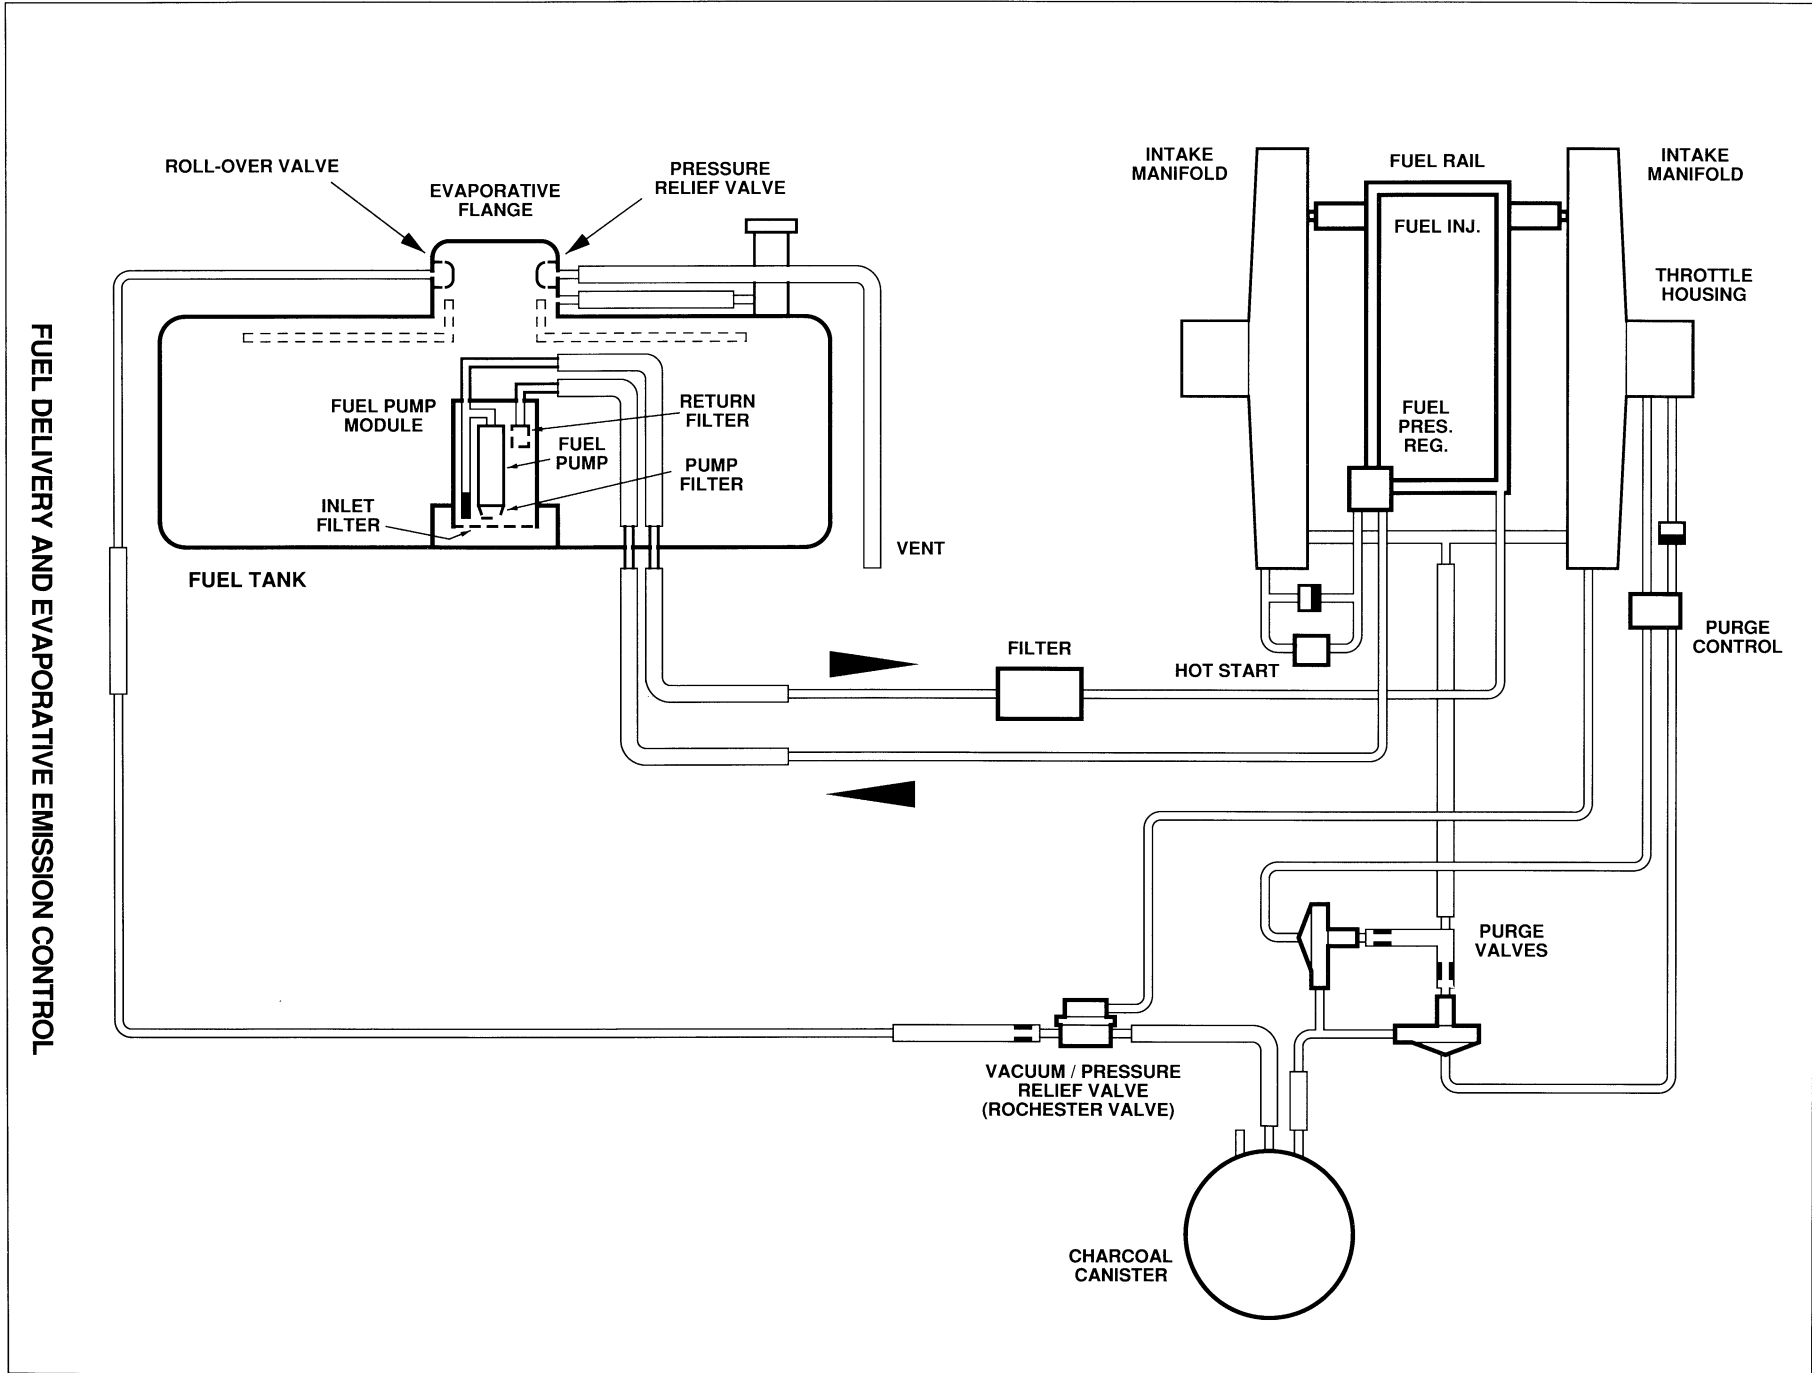 FUEL DELIVERY AND EVAPORATIVE EMISSION CONTROL
ROLL-OVER VALVE
EVAPORATIVE
FLANGE
PRESSURE
RELIEF VALVE
INTAKE
MANIFOLD
FUEL RAIL
INTAKE
MANIFOLD
FUEL INJ.
THROTTLE
HOUSING
FUEL PUMP
MODULE
RETURN
FILTER
FUEL
PUMP
PUMP
FILTER
INLET
FILTER
FUEL
PRES.
REG.
VENT
FUEL TANK
FILTER
HOT START
PURGE
CONTROL
PURGE
VALVES
VACUUM / PRESSURE
RELIEF VALVE
(ROCHESTER VALVE)
CHARCOAL
CANISTER